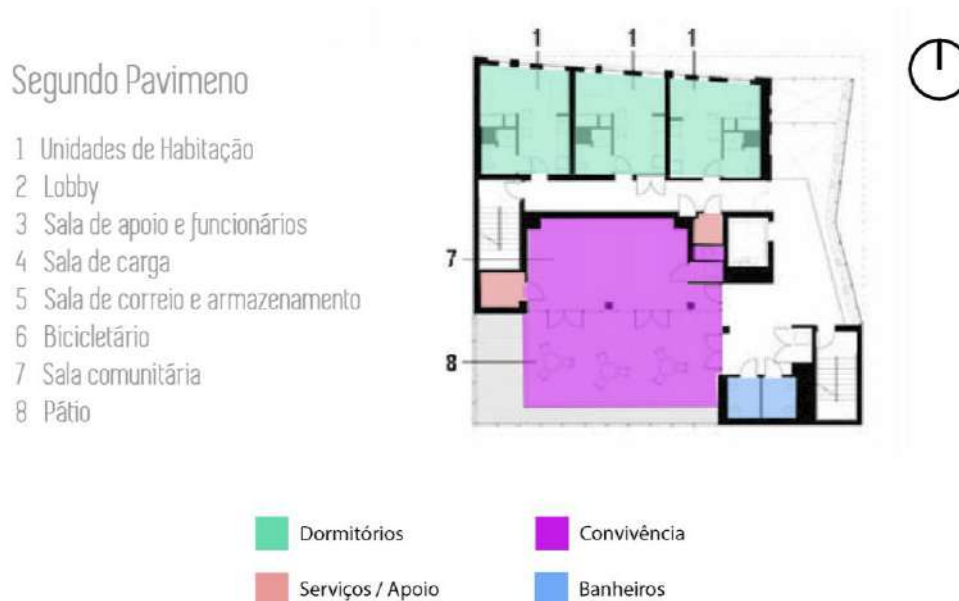 Segundo Pavimeno
1 Unidades de Habitação
2 Lobby
3 Sala de apoio e funcionários
4 Sala de carga
5 Sala de correio e armazenamento
6 Bicicletário
7 Sala comunitária
8 Pátio
1 1 1
7
8
Dormitórios
Convivência
Serviços / Apoio
Banheiros